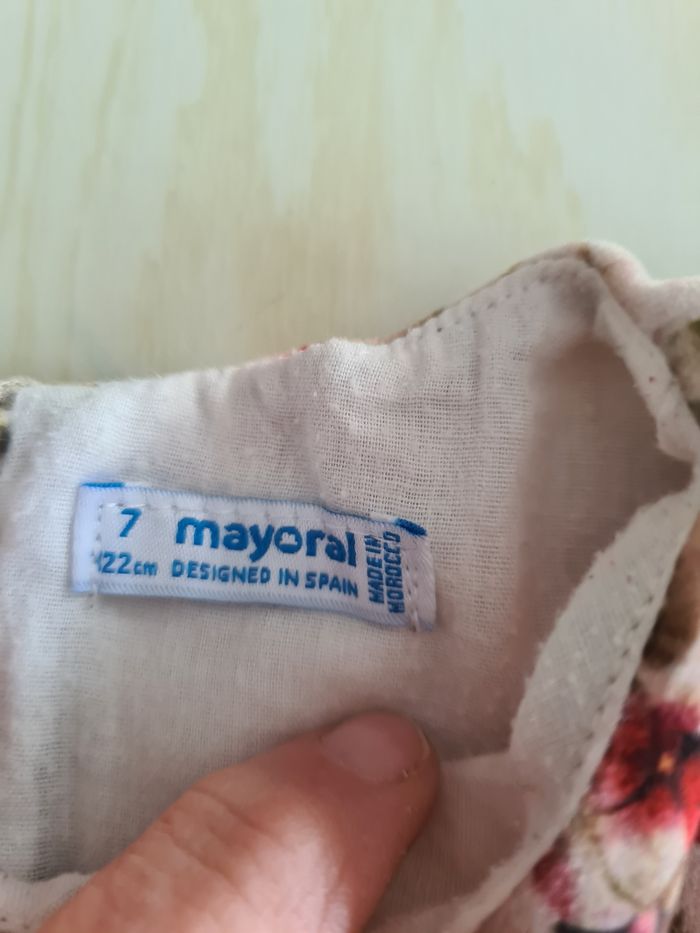 7 mayoral
122cm DESIGNED IN SPAIN
MADE IN
MOROCCO